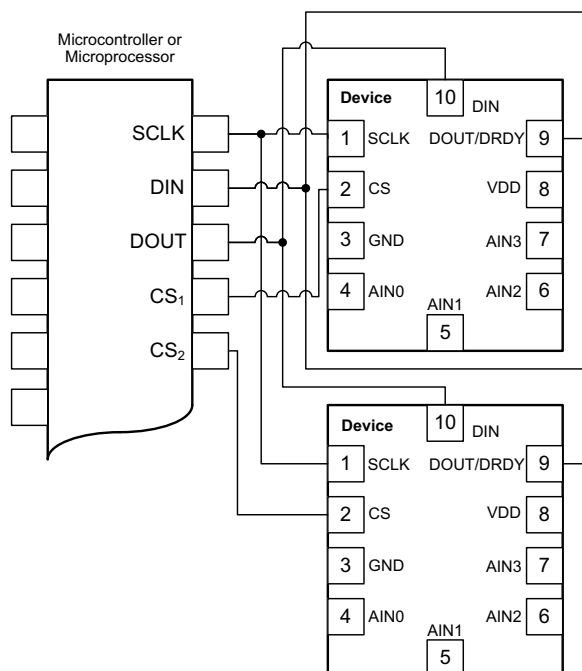 Microcontroller or
Microprocessor
SCLK
DIN
DOUT
CS₁
CS₂
Device
10
DIN
1
SCLK
DOUT/DRDY
9
2
CS
VDD
8
3
GND
AIN3
7
4
AIN0
AIN2
6
AIN1
5
Device
10
DIN
1
SCLK
DOUT/DRDY
9
2
CS
VDD
8
3
GND
AIN3
7
4
AIN0
AIN2
6
AIN1
5